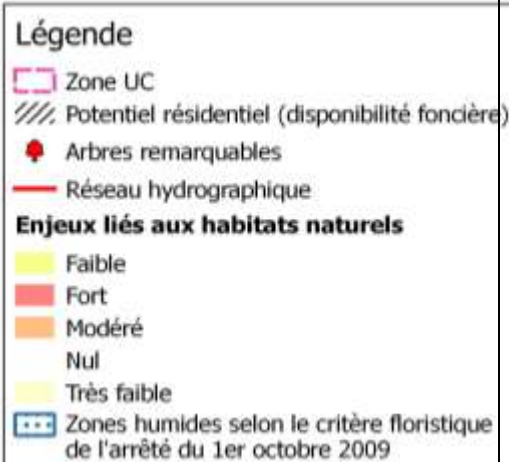 Légende
Zone UC
Potentiel résidentiel (disponibilité foncière)
Arbres remarquables
Réseau hydrographique
Enjeux liés aux habitats naturels
Faible
Fort
Modéré
Nul
Très faible
Zones humides selon le critère floristique
de l'arrêté du 1er octobre 2009